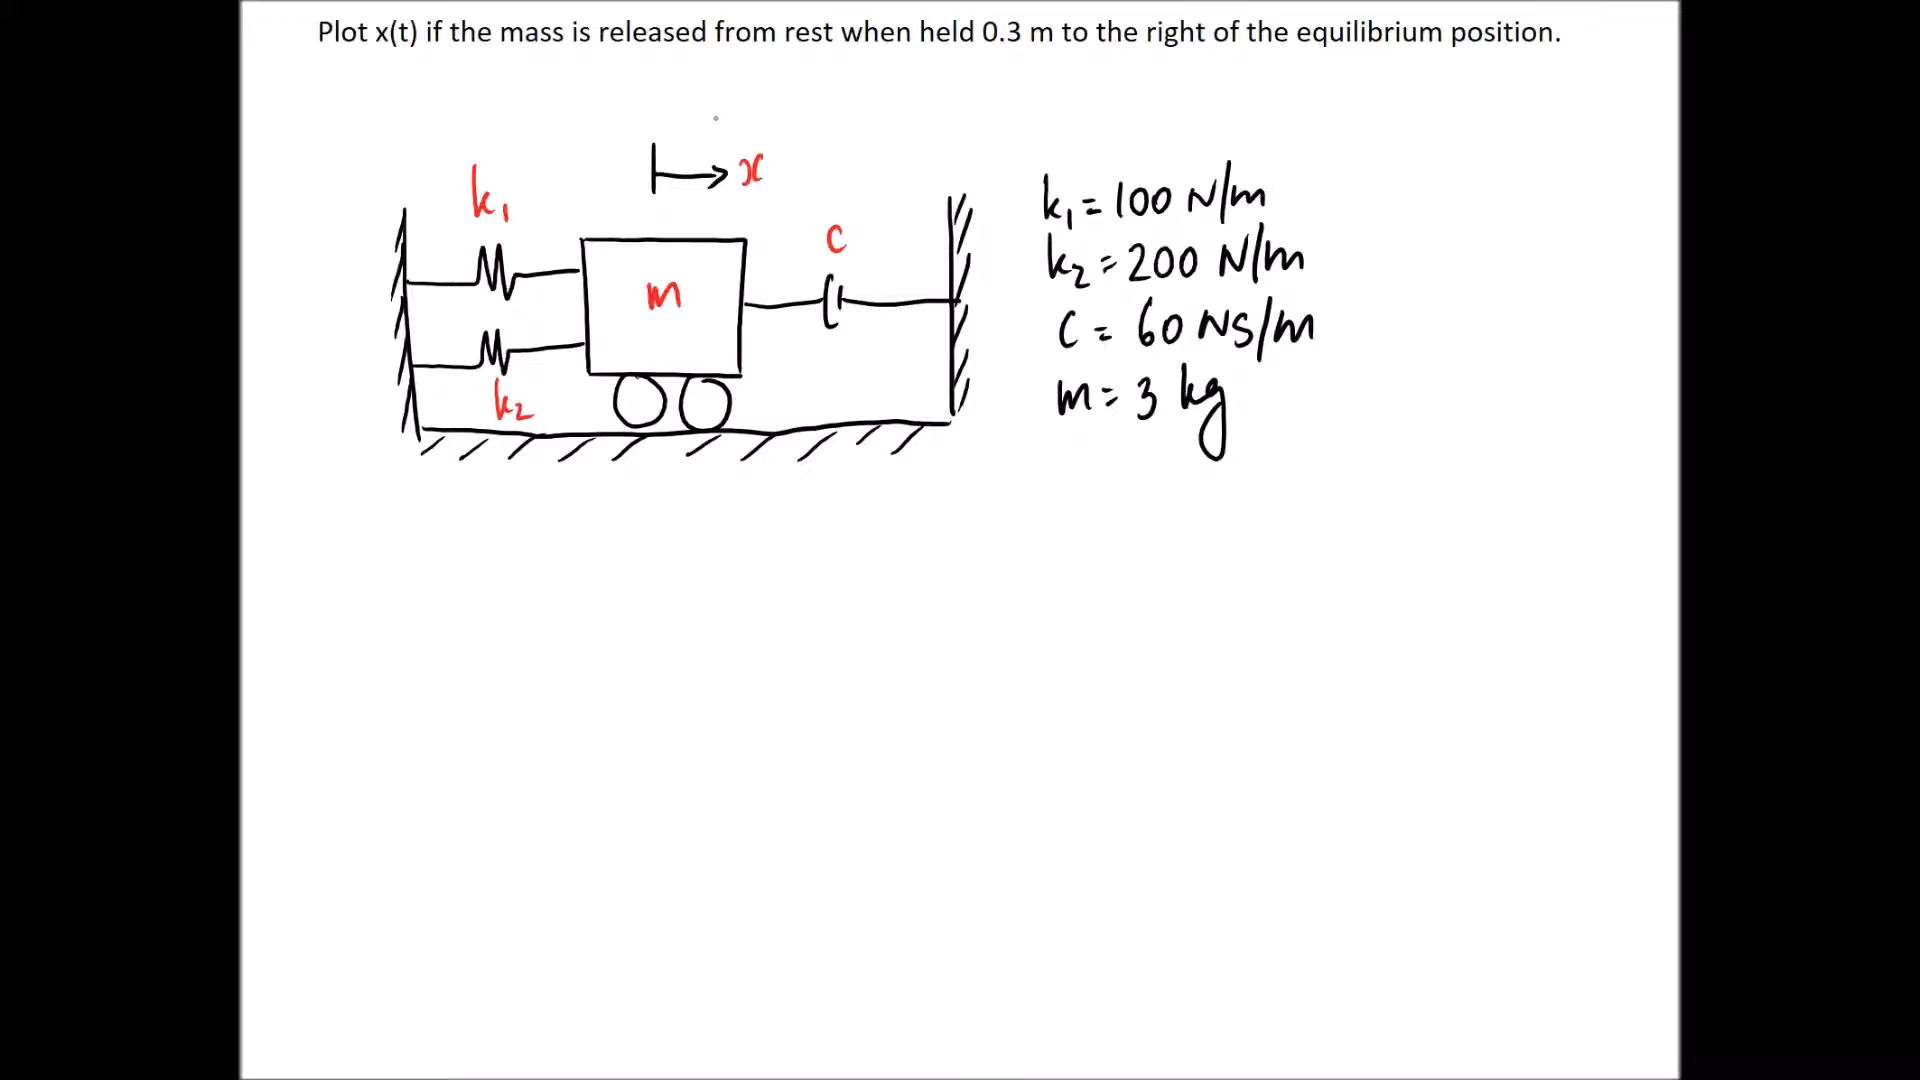 Plot x(t) if the mass is released from rest when held 0.3 m to the right of the equilibrium position.
x
k₁
c
m
k₂
k₁ = 100 N/m
k₂ = 200 N/m
C = 60 NS/m
m = 3 kg